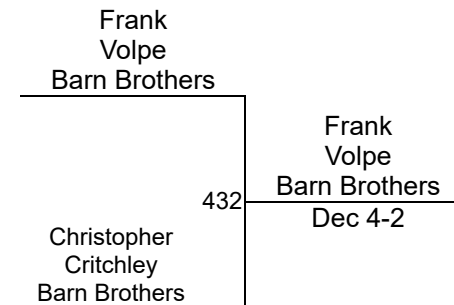 Frank
Volpe
Barn Brothers
Frank
Volpe
Barn Brothers
432
Dec 4-2
Christopher
Critchley
Barn Brothers